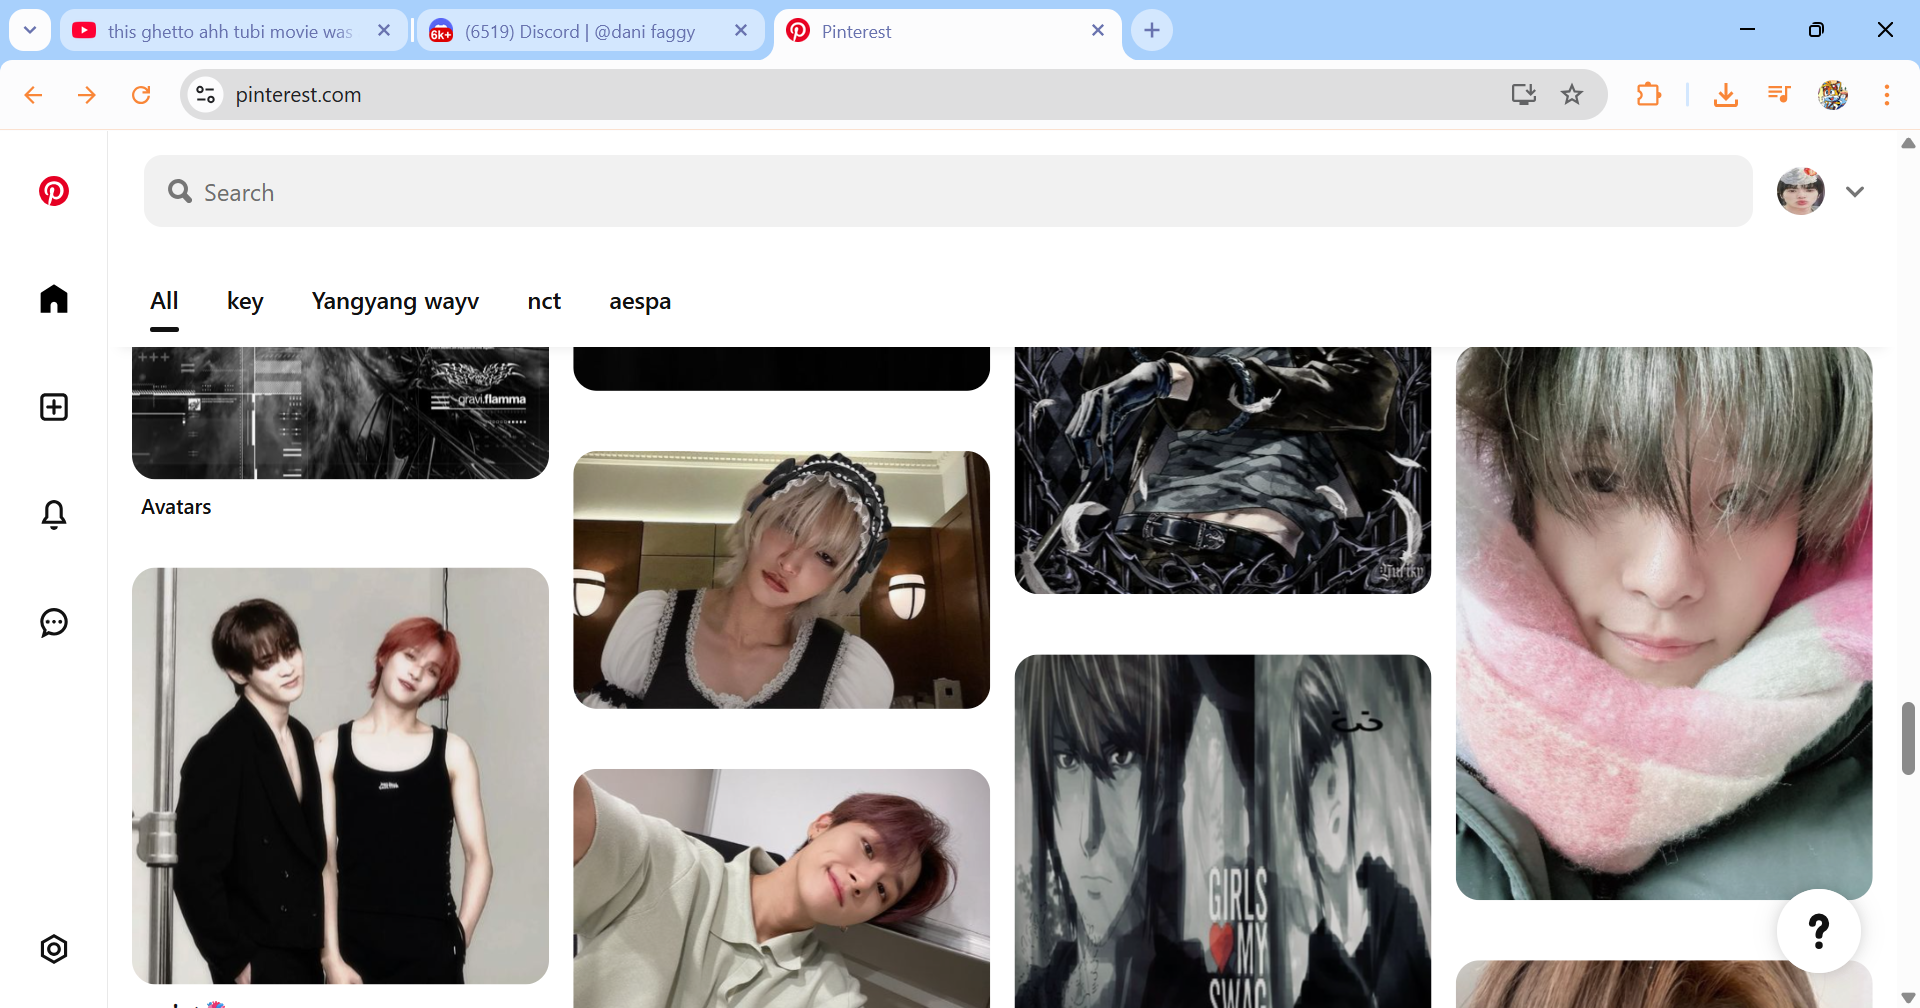 this ghetto ahh tubi movie was
6k+
(6519) Discord | @dani faggy
Pinterest
pinterest.com
Search
All
key
Yangyang wayv
nct
aespa
gravi.flamma
Avatars
GIRLS
MY
SWAG
?